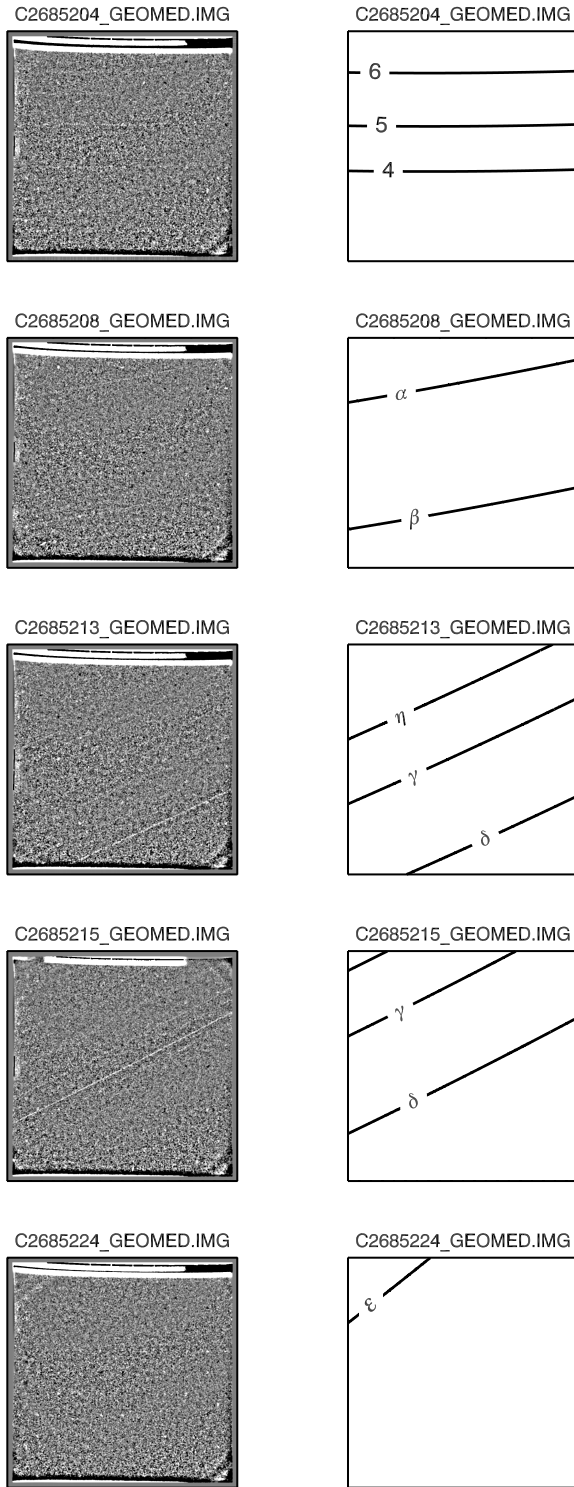 C2685204_GEOMED.IMG C2685204_GEOMED.IMG
6
5
4
C2685208_GEOMED.IMG C2685208_GEOMED.IMG
α
β
C2685213_GEOMED.IMG C2685213_GEOMED.IMG
η
γ
δ
C2685215_GEOMED.IMG C2685215_GEOMED.IMG
γ
δ
C2685224_GEOMED.IMG C2685224_GEOMED.IMG
ε